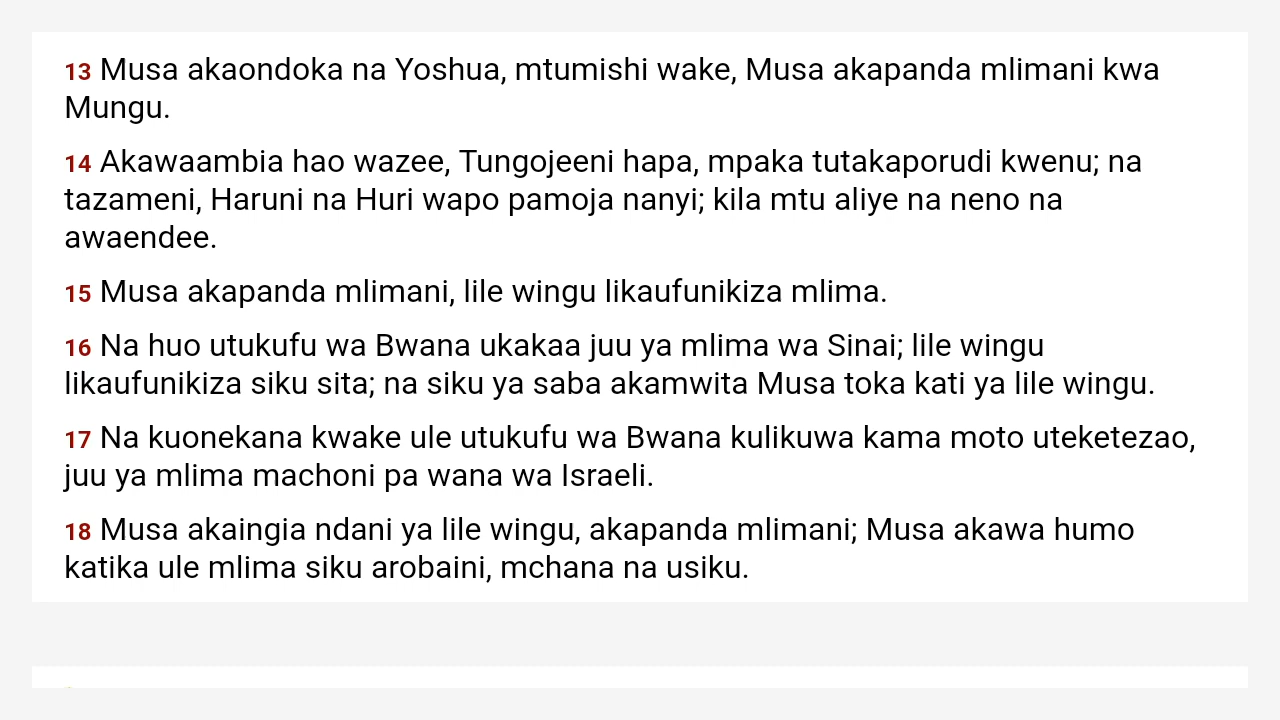 13 Musa akaondoka na Yoshua, mtumishi wake, Musa akapanda mlimani kwa
Mungu.
14 Akawaambia hao wazee, Tungojeeni hapa, mpaka tutakaporudi kwenu; na
tazameni, Haruni na Huri wapo pamoja nanyi; kila mtu aliye na neno na
awaendee.
15 Musa akapanda mlimani, lile wingu likaufunikiza mlima.
16 Na huo utukufu wa Bwana ukakaa juu ya mlima wa Sinai; lile wingu
likaufunikiza siku sita; na siku ya saba akamwita Musa toka kati ya lile wingu.
17 Na kuonekana kwake ule utukufu wa Bwana kulikuwa kama moto uteketezao,
juu ya mlima machoni pa wana wa Israeli.
18 Musa akaingia ndani ya lile wingu, akapanda mlimani; Musa akawa humo
katika ule mlima siku arobaini, mchana na usiku.